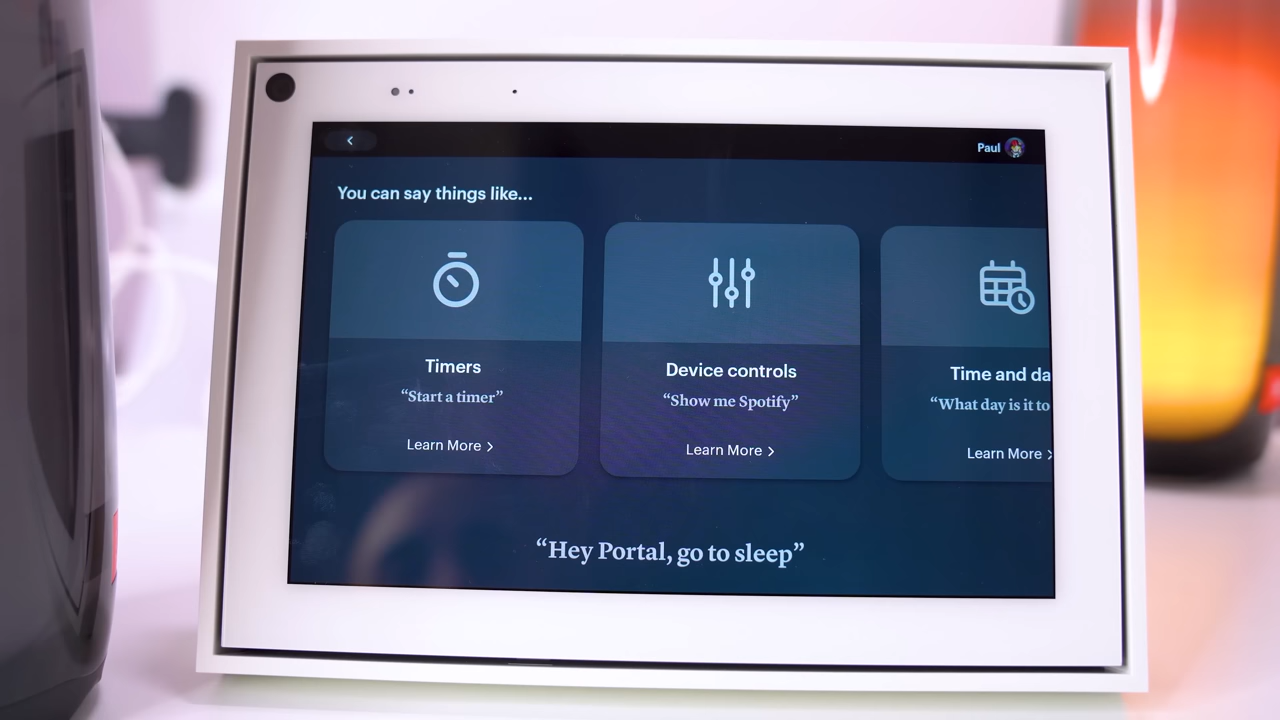 Paul
You can say things like...
Timers
“Start a timer”
Learn More
Device controls
“Show me Spotify”
Learn More
Time and da
“What day is it to
Learn More
“Hey Portal, go to sleep”